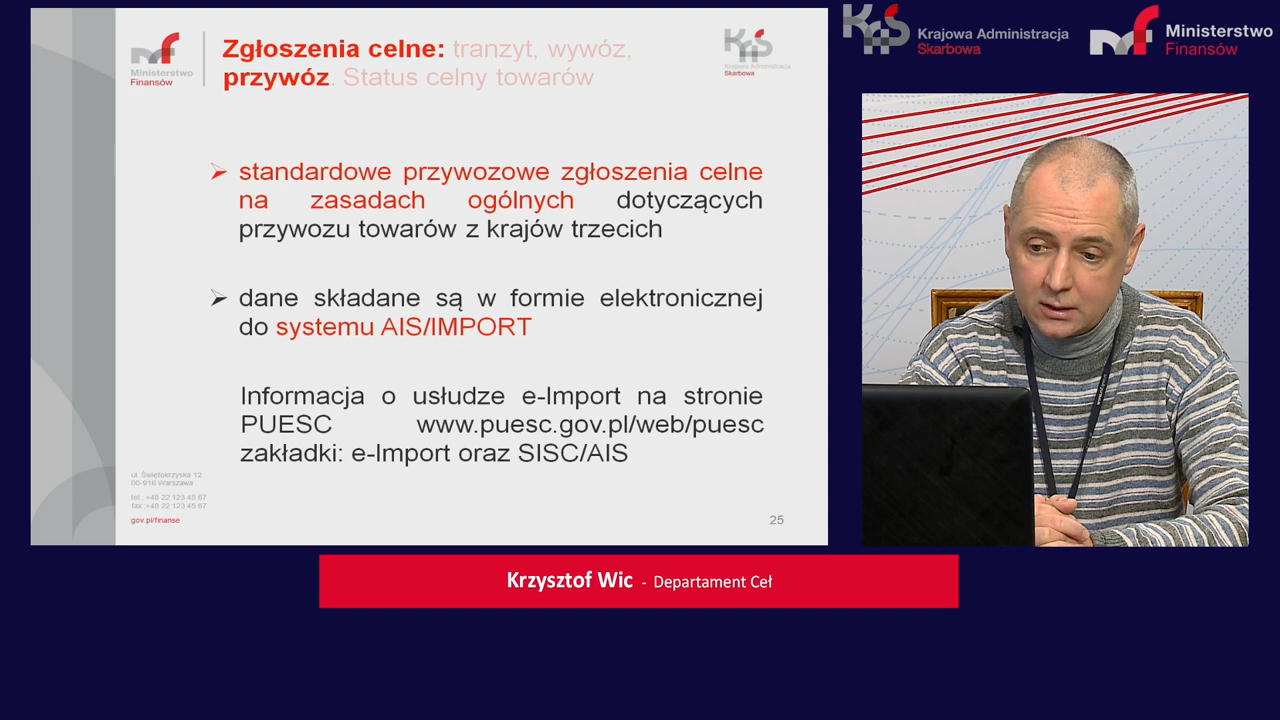 Ministerstwo
Finansów
Zgłoszenia celne: tranzyt, wywóz,
przywóz. Status celny towarów
Krajowa Administracja
Skarbowa
standardowe przywozowe zgłoszenia celne
na zasadach ogólnych dotyczących
przywozu towarów z krajów trzecich
dane składane są w formie elektronicznej
do systemu AIS/IMPORT
Informacja o usłudze e-Import na stronie
PUESC www.puesc.gov.pl/web/puesc
zakładki: e-Import oraz SISC/AIS
ul. Świętokrzyska 12
00-916 Warszawa
tel.: +48 22 123 45 67
fax :+48 22 123 45 67
gov.pl/finanse
25
Krajowa Administracja
Skarbowa
Ministerstwo
Finansów
Krzysztof Wic - Departament Ceł